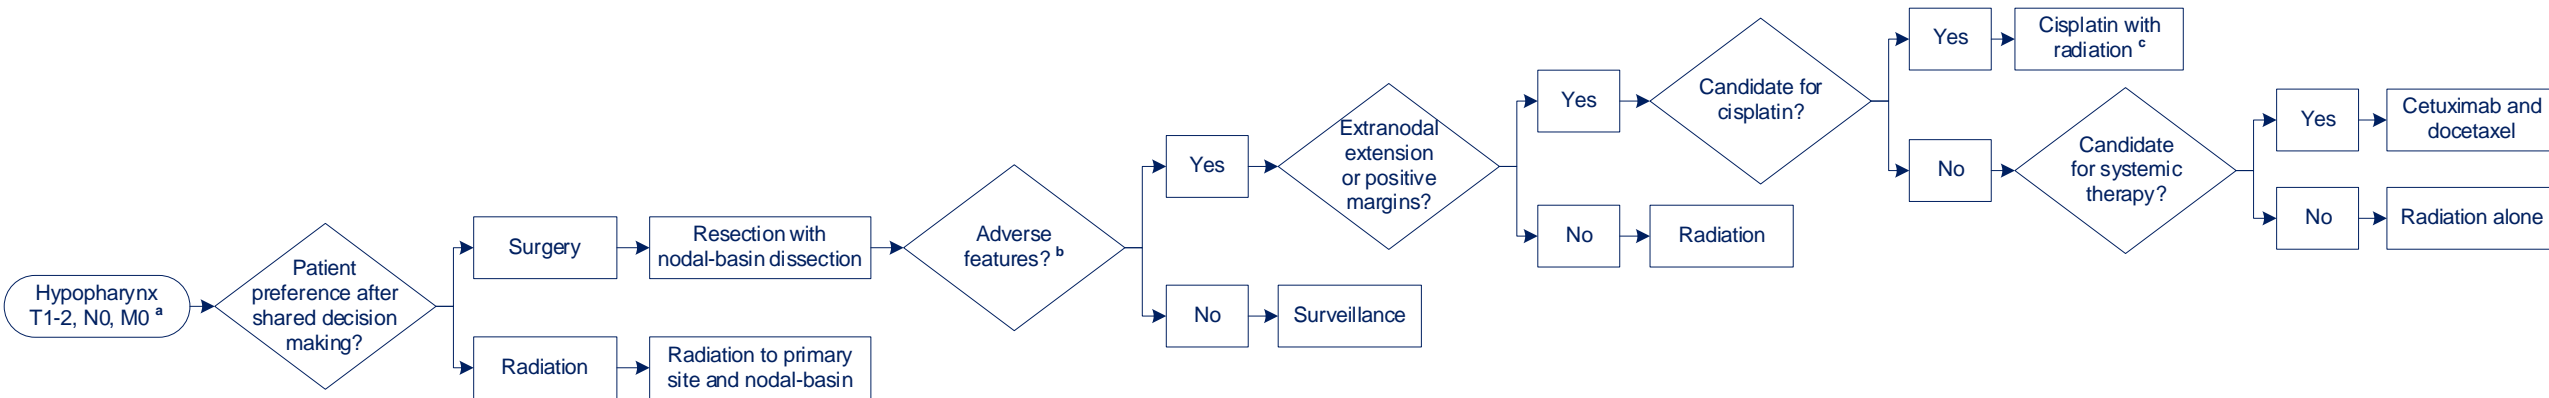 Hypopharynx
T1-2, N0, M0 a
Patient
preference after
shared decision
making?
Surgery
Resection with
nodal-basin dissection
Radiation
Radiation to primary
site and nodal-basin
Adverse
features? b
Yes
No
Surveillance
Extranodal
extension
or positive
margins?
Yes
No
Radiation
Candidate for
cisplatin?
Yes
Cisplatin with
radiation c
No
Candidate
for systemic
therapy?
Yes
Cetuximab and
docetaxel
No
Radiation alone